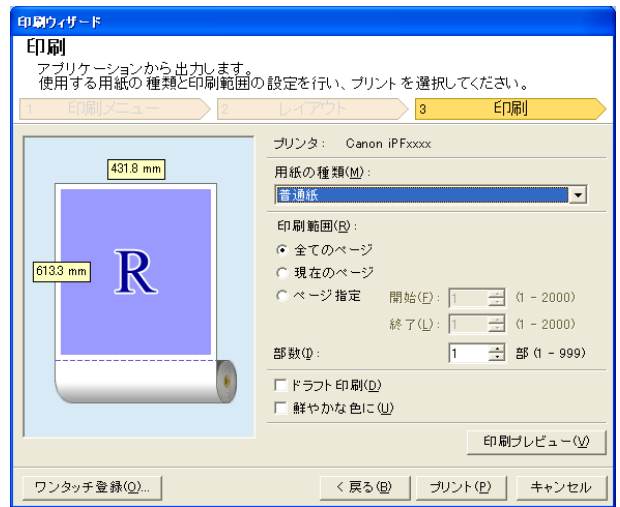 印刷ウィザード
印刷
アプリケーションから出力します。
使用する用紙の種類と印刷範囲の設定を行い、プリントを選択してください。
1 印刷メニュー 2 レイアウト 3 印刷
プリンタ: Canon iPFxxxx
431.8 mm
用紙の種類(M):
普通紙
印刷範囲(R):
全てのページ
613.3 mm
R
現在のページ
ページ指定 開始(F): 1 (1 - 2000)
終了(L): 1 (1 - 2000)
部数(I): 1 部 (1 - 999)
ドラフト印刷(D)
鮮やかな色に(U)
印刷プレビュー(V)
ワンタッチ登録(O)... < 戻る(B) プリント(P) キャンセル